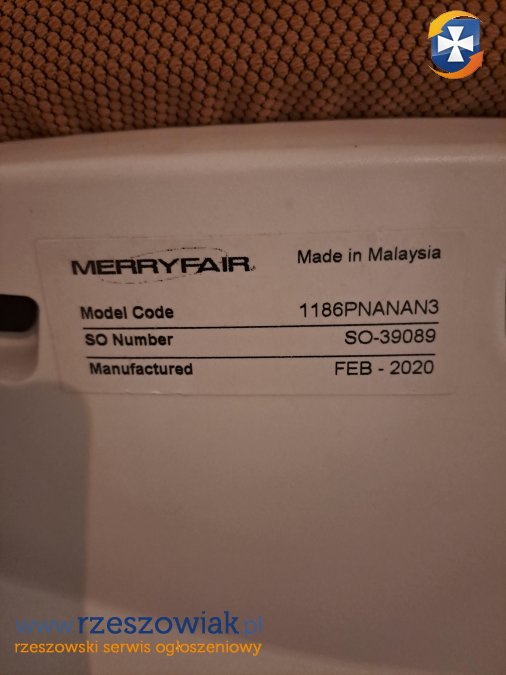 MERRYFAIR.
Made in Malaysia
Model Code 1186PNANAN3
SO Number SO-39089
Manufactured FEB - 2020
www.rzeszowiak.pl
rzeszowski serwis ogłoszeniowy